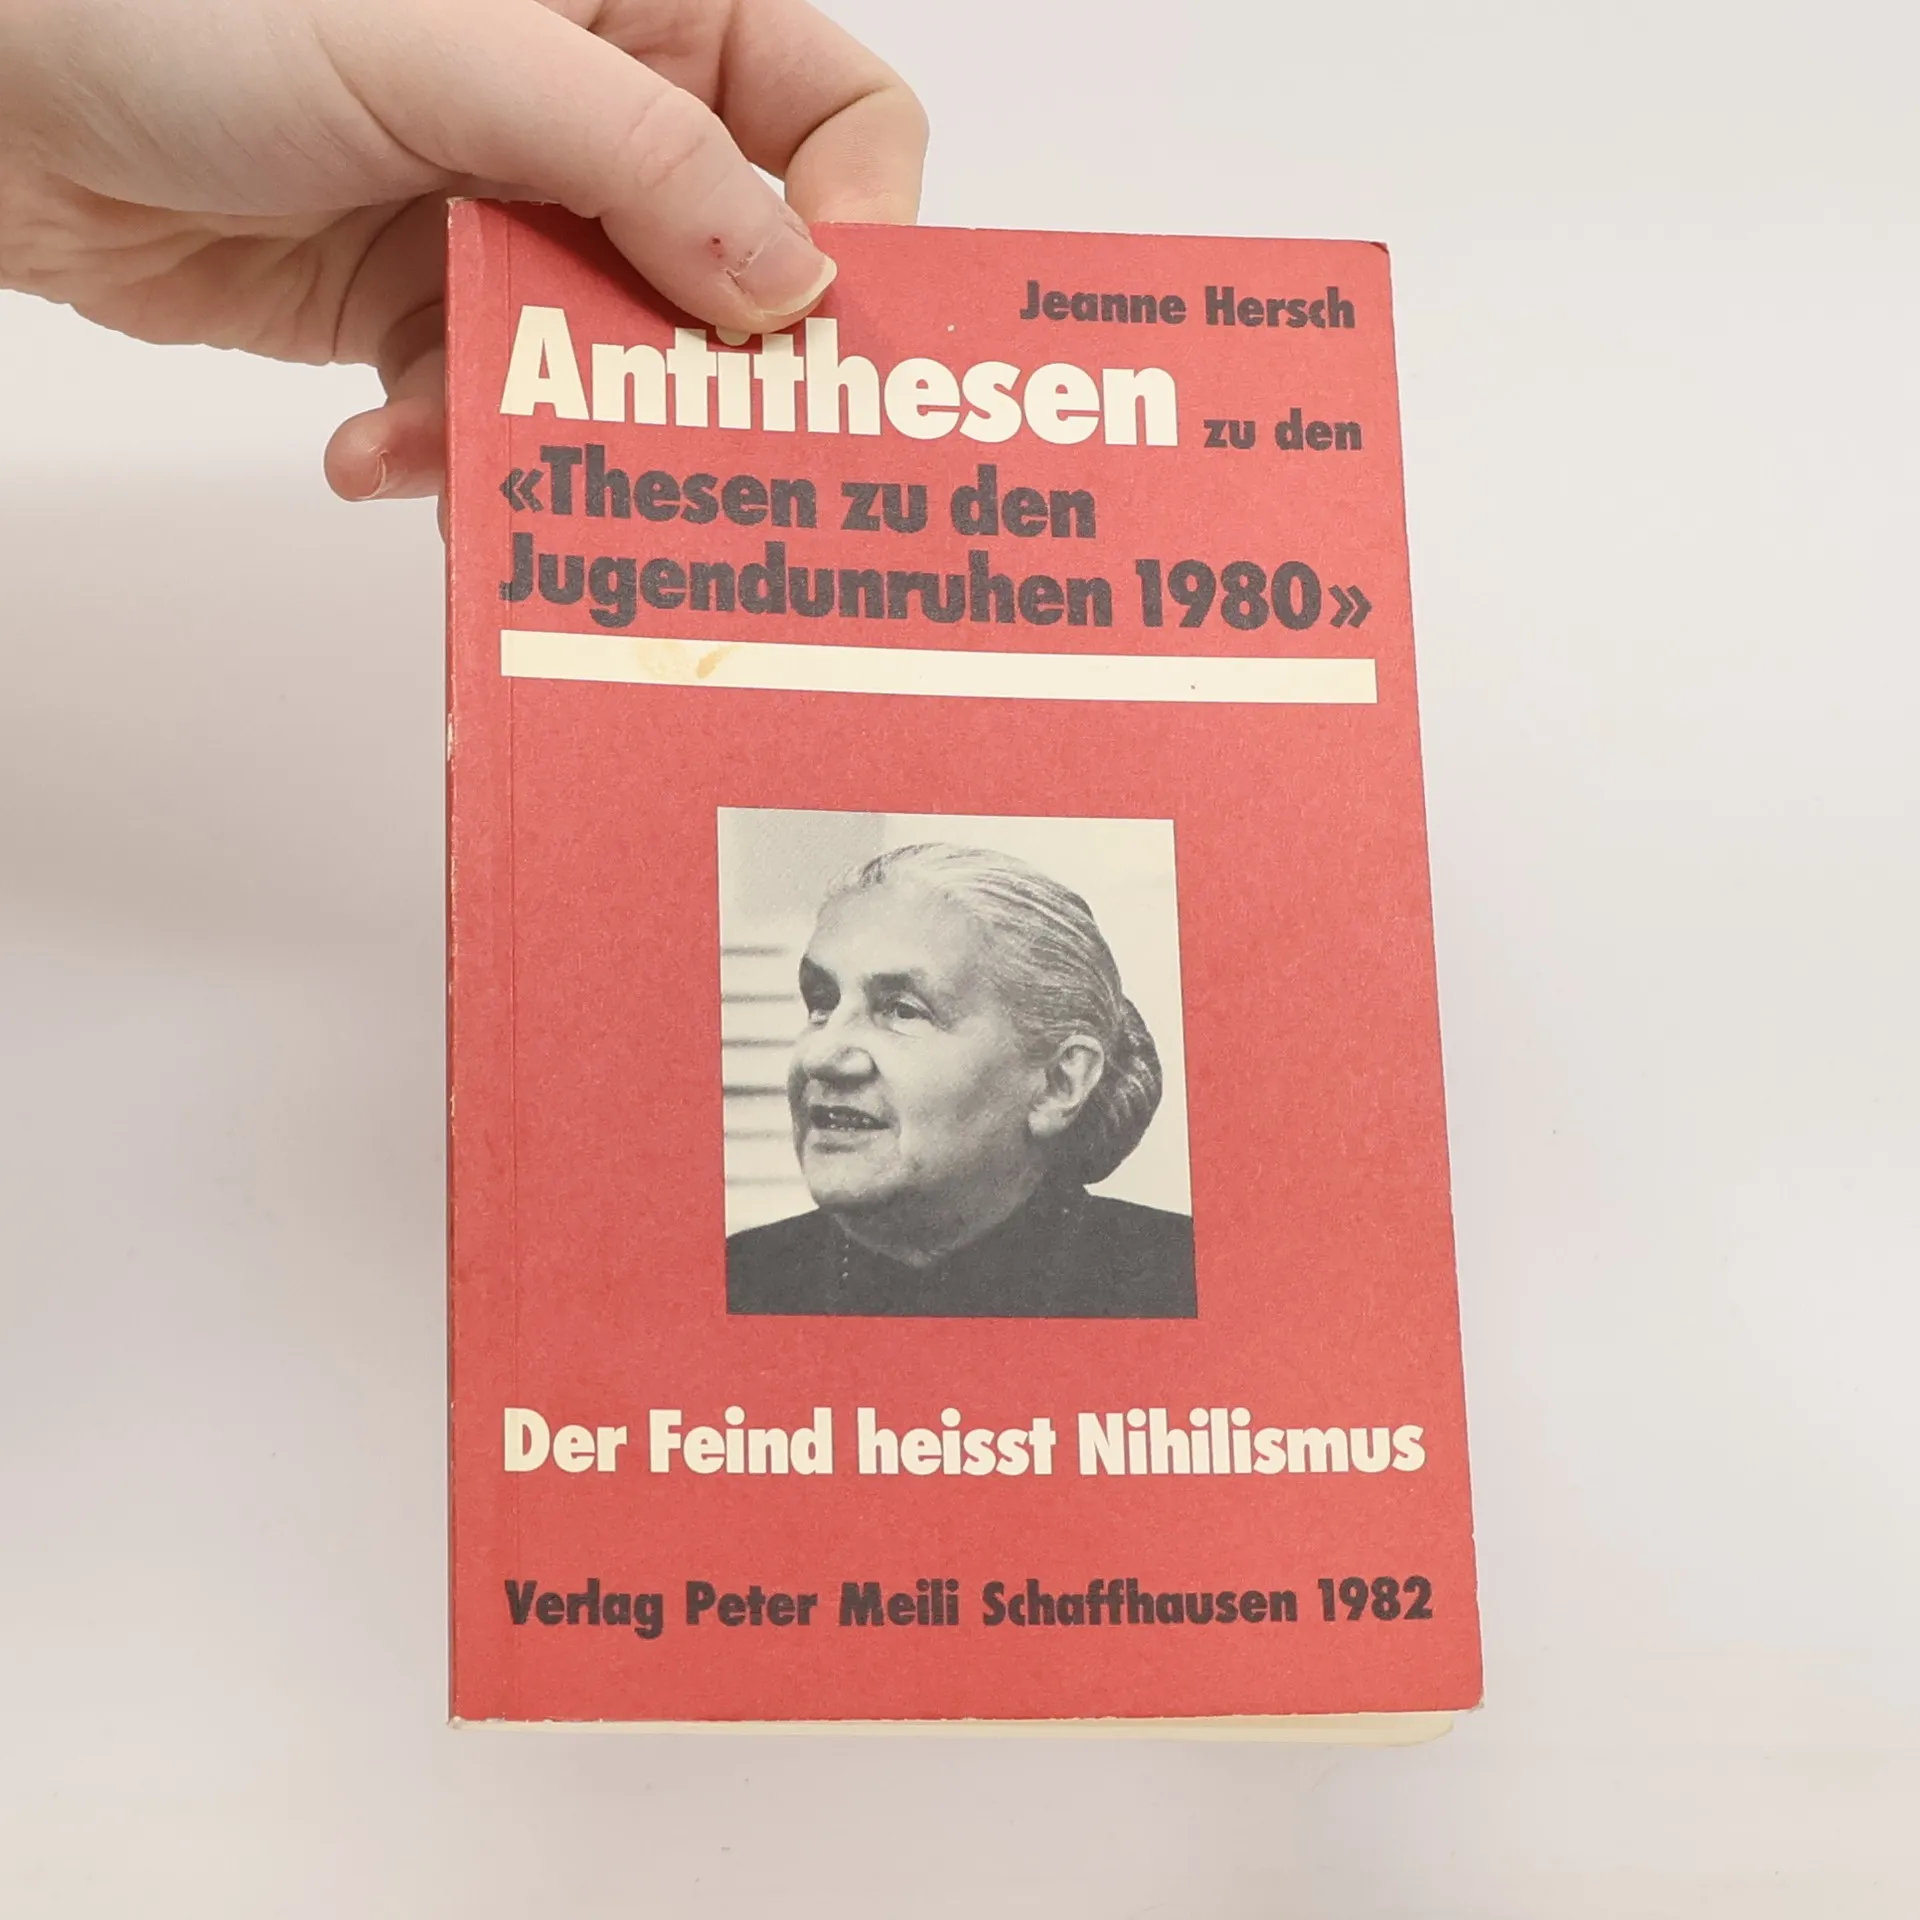 Jeanne Hersch
Antithesen zu den
«Thesen zu den
Jugendunruhen 1980»
Der Feind heisst Nihilismus
Verlag Peter Meili Schaffhausen 1982